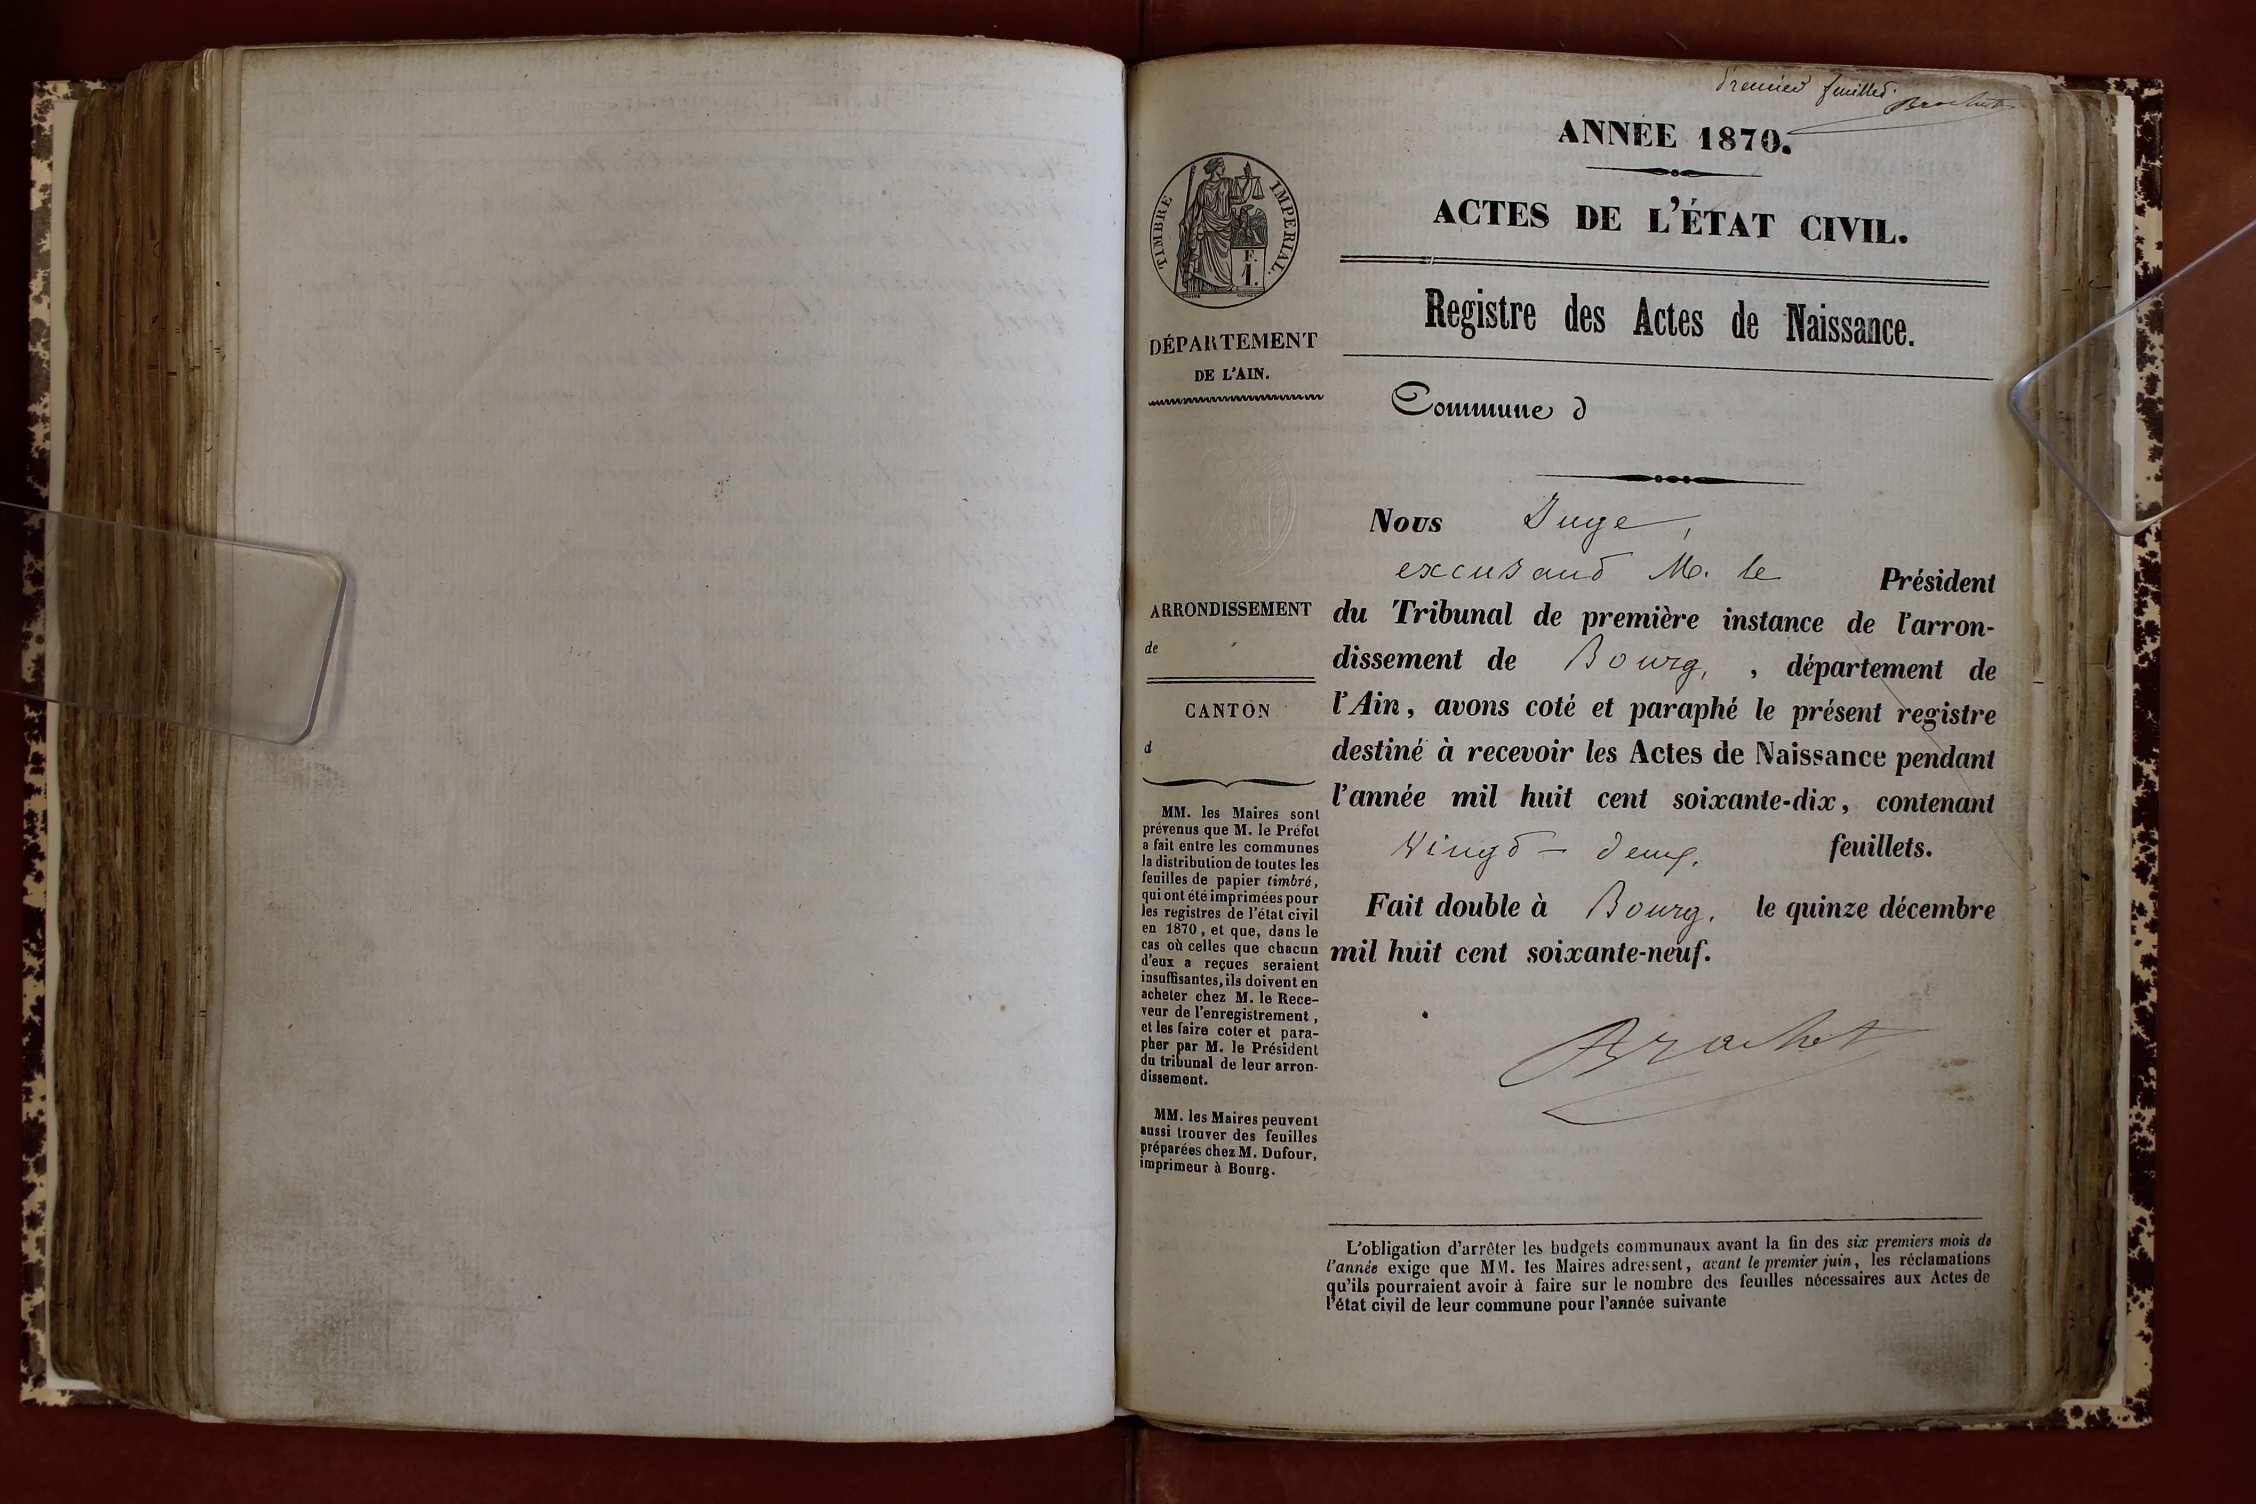 Premier feuillet.
Brochet
ANNÉE 1870.
ACTES DE L'ÉTAT CIVIL.
Registre des Actes de Naissance.
TIMBRE IMPERIAL.
F.
1.
DÉPARTEMENT
DE L'AIN.
Commune d
ARRONDISSEMENT
de
CANTON
d
MM. les Maires sont
prévenus que M. le Préfet
a fait entre les communes
la distribution de toutes les
feuilles de papier timbré,
qui ont été imprimées pour
les registres de l'état civil
en 1870, et que, dans le
cas où celles que chacun
d'eux a reçues seraient
insuffisantes, ils doivent en
acheter chez M. le Rece-
veur de l'enregistrement,
et les faire coter et para-
pher par M. le Président
du tribunal de leur arron-
dissement.
MM. les Maires peuvent
aussi trouver des feuilles
préparées chez M. Dufour,
imprimeur à Bourg.
Nous Juge,
excusant M. le Président
du Tribunal de première instance de l'arron-
dissement de Bourg, , département de
l'Ain, avons coté et paraphé le présent registre
destiné à recevoir les Actes de Naissance pendant
l'année mil huit cent soixante-dix, contenant
Vingt-deux. feuillets.
Fait double à Bourg. le quinze décembre
mil huit cent soixante-neuf.
Brochet
L'obligation d'arrêter les budgets communaux avant la fin des six premiers mois de
l'année exige que MM. les Maires adressent, avant le premier juin, les réclamations
qu'ils pourraient avoir à faire sur le nombre des feuilles nécessaires aux Actes de
l'état civil de leur commune pour l'année suivante